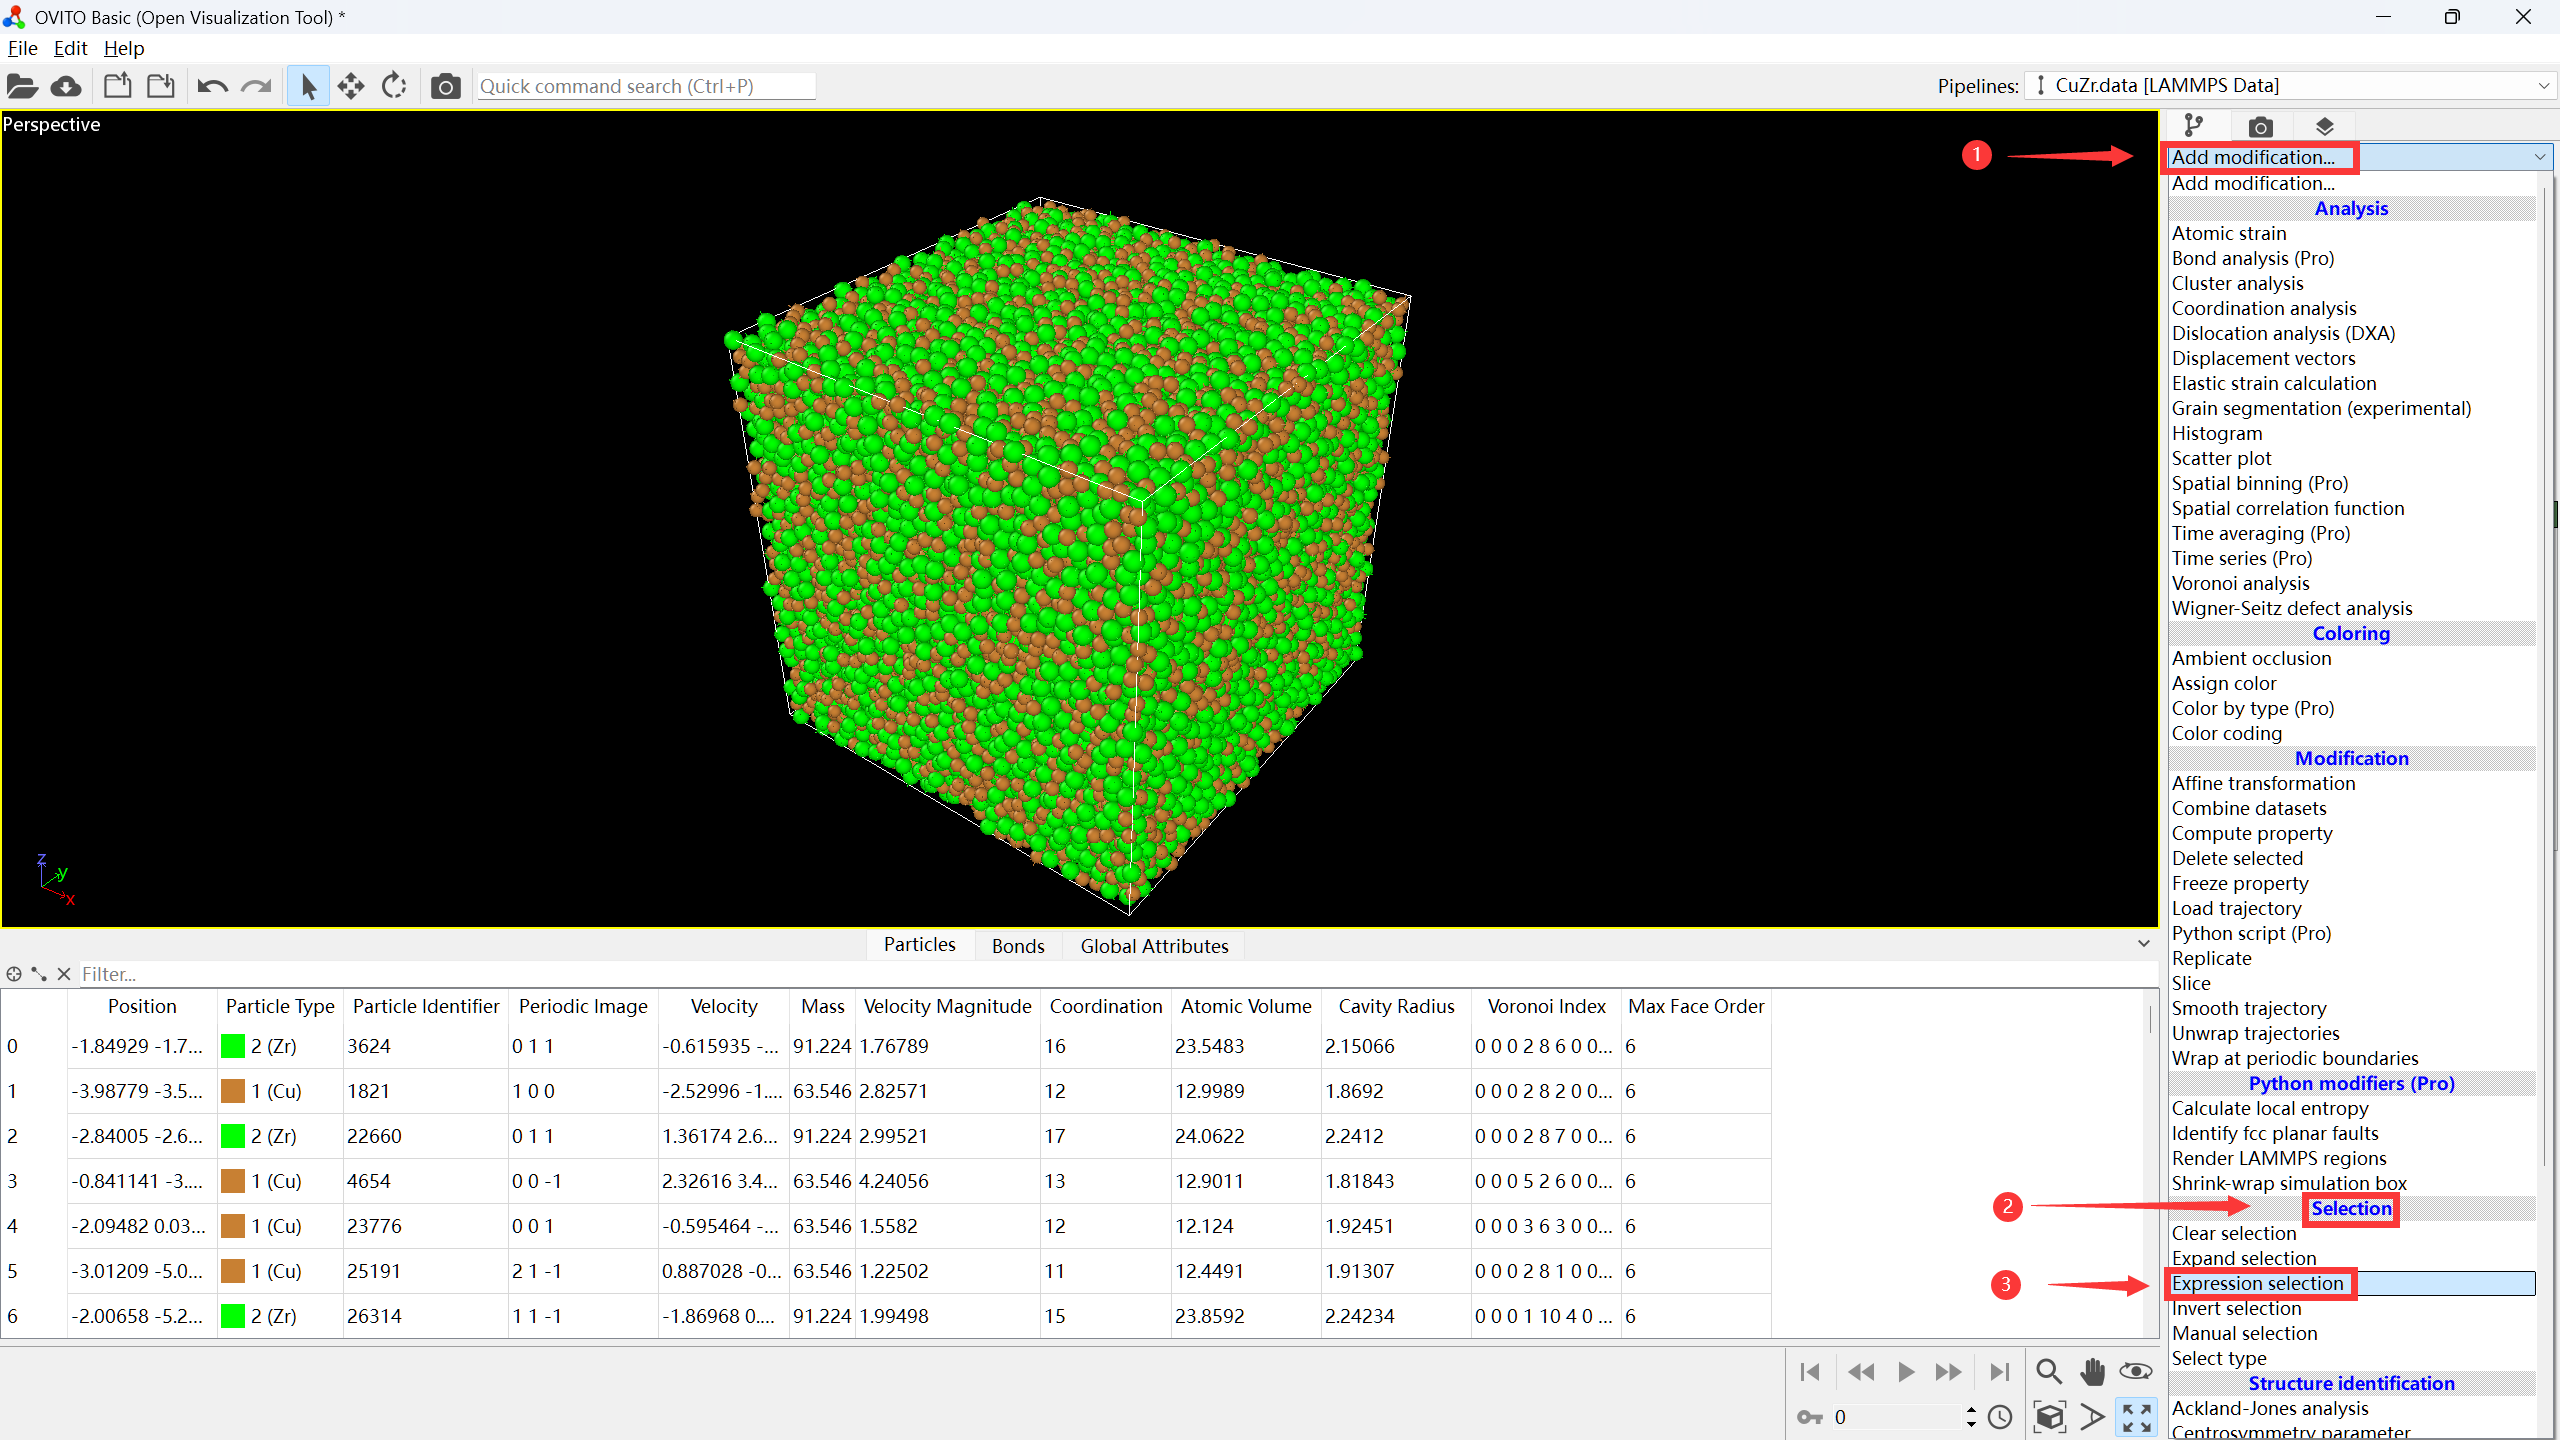 OVITO Basic (Open Visualization Tool) *
File Edit Help
Quick command search (Ctrl+P)
Pipelines: CuZr.data [LAMMPS Data]
Perspective
1
Add modification...
Add modification...
Analysis
Atomic strain
Bond analysis (Pro)
Cluster analysis
Coordination analysis
Dislocation analysis (DXA)
Displacement vectors
Elastic strain calculation
Grain segmentation (experimental)
Histogram
Scatter plot
Spatial binning (Pro)
Spatial correlation function
Time averaging (Pro)
Time series (Pro)
Voronoi analysis
Wigner-Seitz defect analysis
Coloring
Ambient occlusion
Assign color
Color by type (Pro)
Color coding
Modification
Affine transformation
Combine datasets
Compute property
Delete selected
Freeze property
Load trajectory
Python script (Pro)
Replicate
Slice
Smooth trajectory
Unwrap trajectories
Wrap at periodic boundaries
Python modifiers (Pro)
Calculate local entropy
Identify fcc planar faults
Render LAMMPS regions
Shrink-wrap simulation box
2
Selection
Clear selection
Expand selection
3
Expression selection
Invert selection
Manual selection
Select type
Structure identification
Ackland-Jones analysis
Centrosymmetry parameter
z
y
x
Particles Bonds Global Attributes
Filter...
Position Particle Type Particle Identifier Periodic Image Velocity Mass Velocity Magnitude Coordination Atomic Volume Cavity Radius Voronoi Index Max Face Order
0 -1.84929 -1.7... 2 (Zr) 3624 0 1 1 -0.615935 -... 91.224 1.76789 16 23.5483 2.15066 0 0 0 2 8 6 0 0... 6
1 -3.98779 -3.5... 1 (Cu) 1821 1 0 0 -2.52996 -1.... 63.546 2.82571 12 12.9989 1.8692 0 0 0 2 8 2 0 0... 6
2 -2.84005 -2.6... 2 (Zr) 22660 0 1 1 1.36174 2.6... 91.224 2.99521 17 24.0622 2.2412 0 0 0 2 8 7 0 0... 6
3 -0.841141 -3.... 1 (Cu) 4654 0 0 -1 2.32616 3.4... 63.546 4.24056 13 12.9011 1.81843 0 0 0 5 2 6 0 0... 6
4 -2.09482 0.03... 1 (Cu) 23776 0 0 1 -0.595464 -... 63.546 1.5582 12 12.124 1.92451 0 0 0 3 6 3 0 0... 6
5 -3.01209 -5.0... 1 (Cu) 25191 2 1 -1 0.887028 -0... 63.546 1.22502 11 12.4491 1.91307 0 0 0 2 8 1 0 0... 6
6 -2.00658 -5.2... 2 (Zr) 26314 1 1 -1 -1.86968 0.... 91.224 1.99498 15 23.8592 2.24234 0 0 0 1 10 4 0 ... 6
0